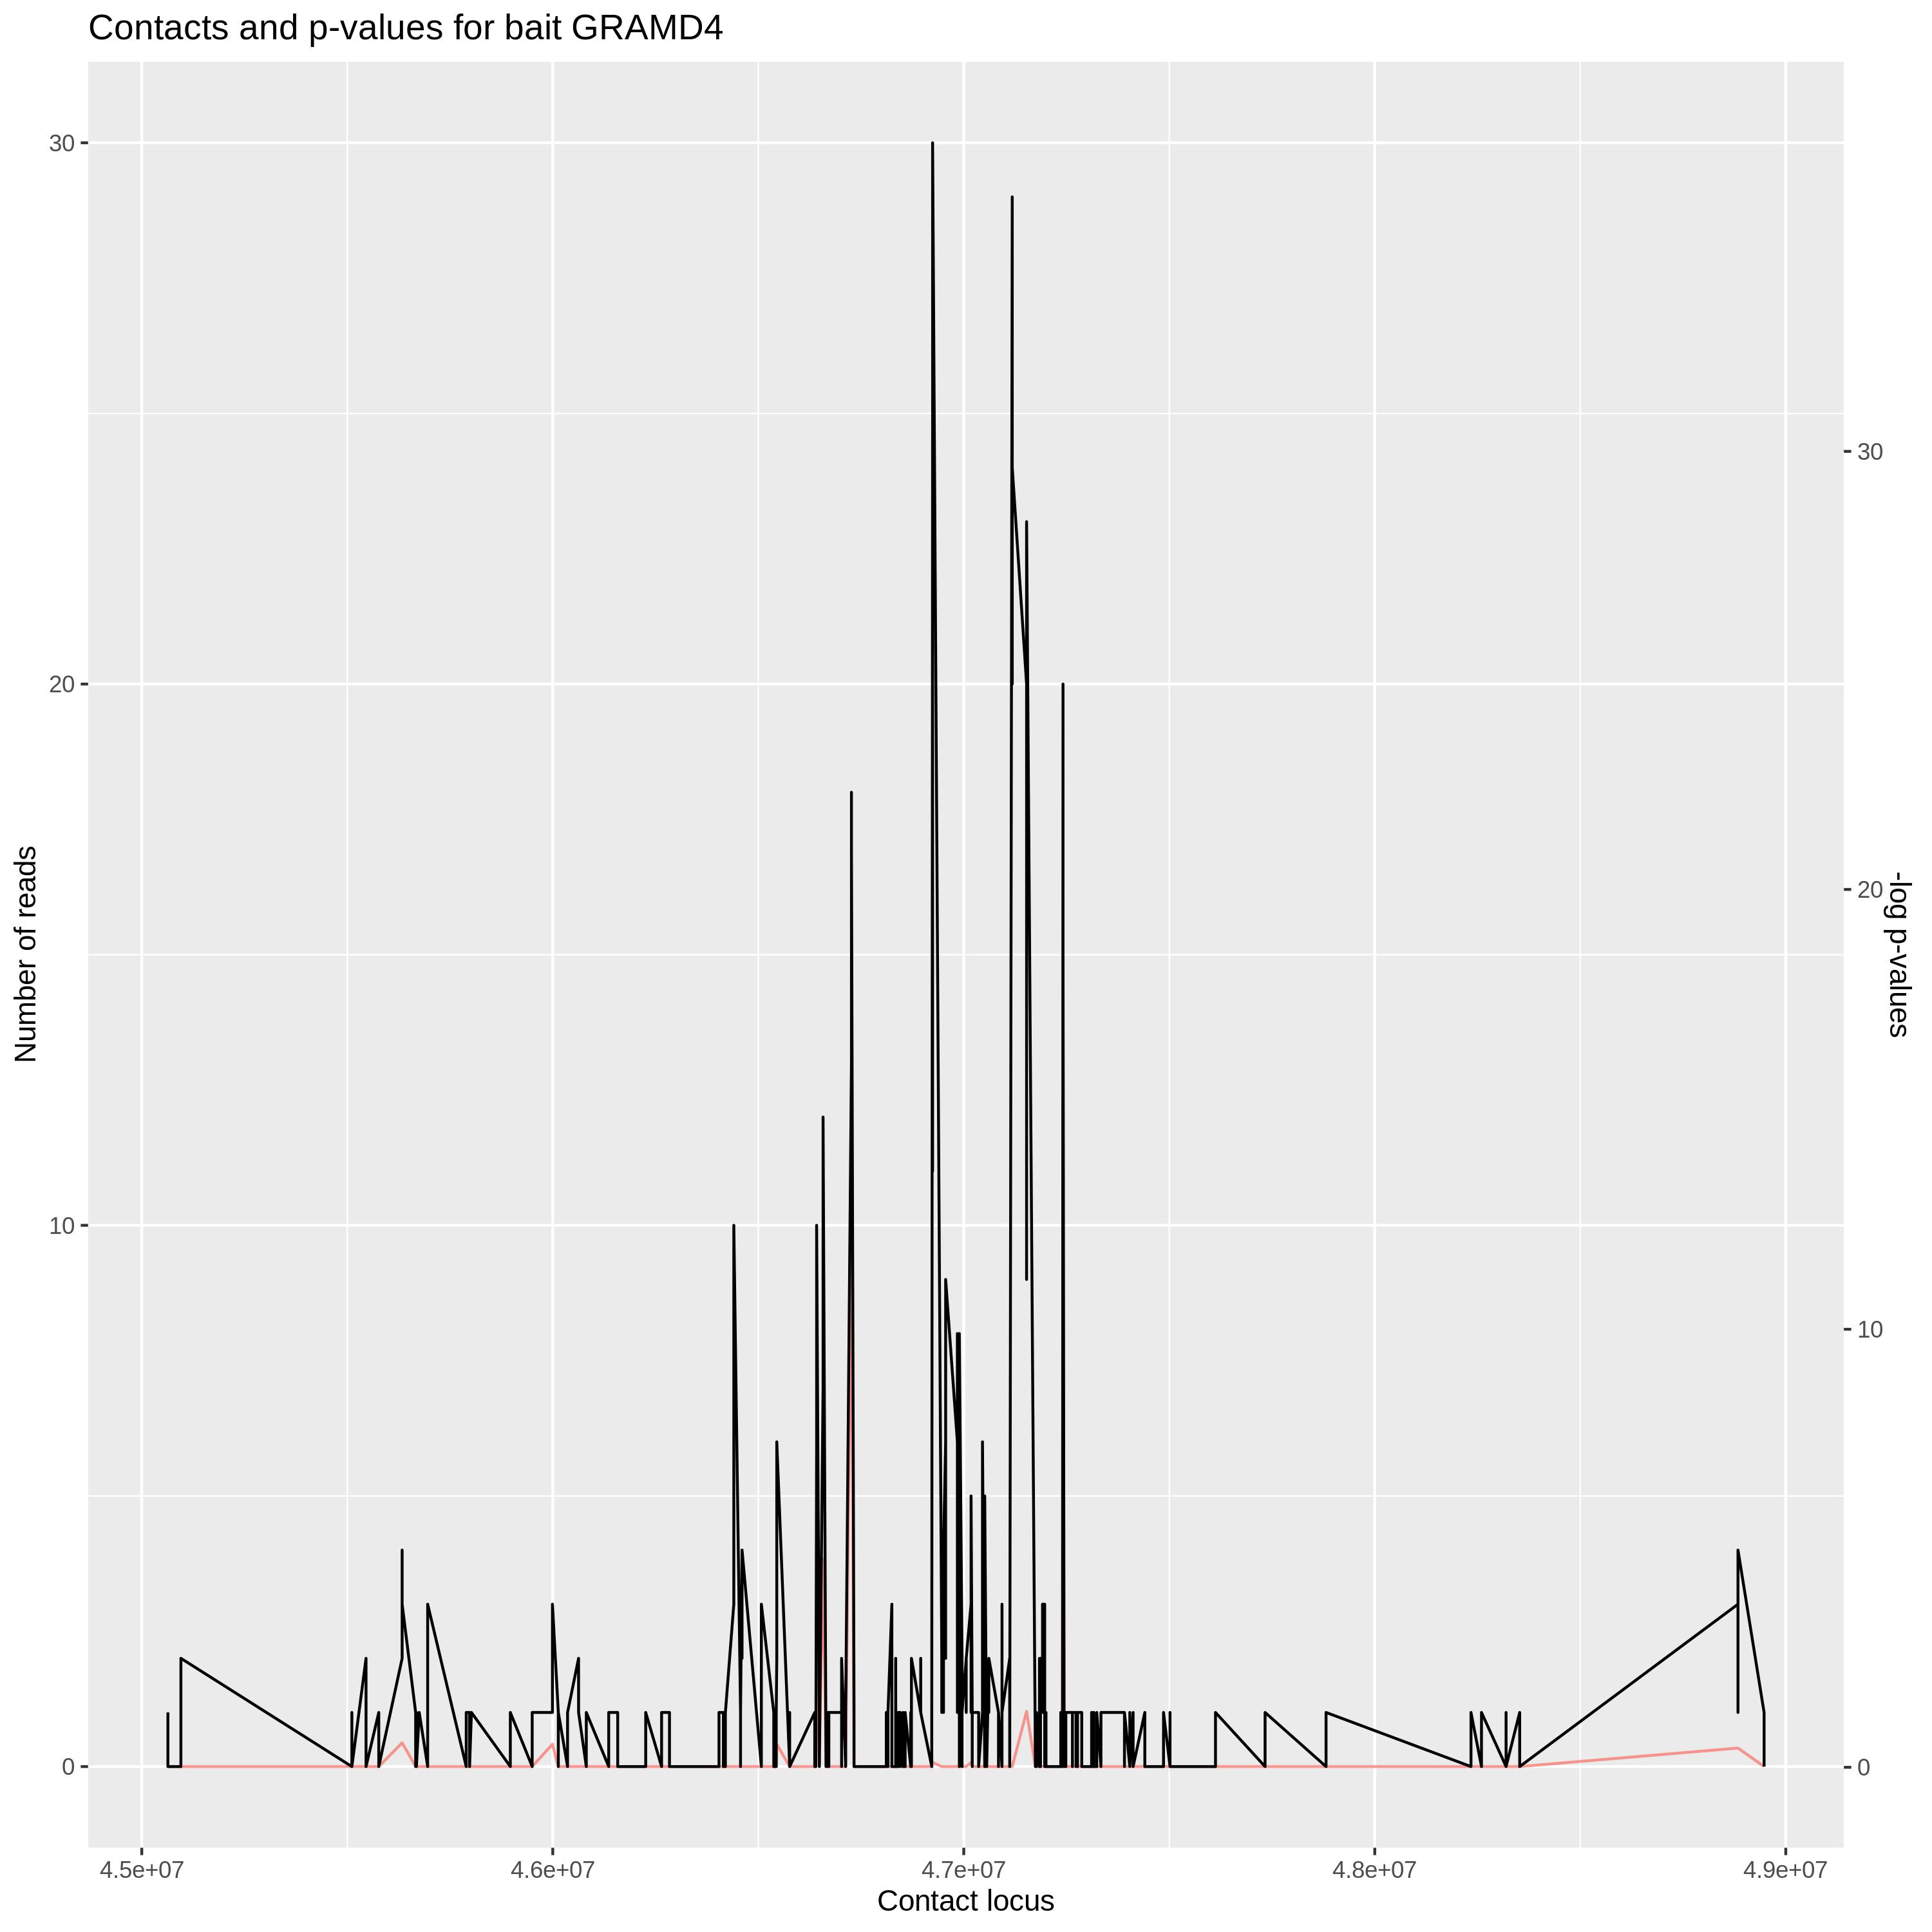 Contacts and p-values for bait GRAMD4
30
20
10
0
Number of reads
30
20
10
0
-log p-values
4.5e+07
4.6e+07
4.7e+07
4.8e+07
4.9e+07
Contact locus